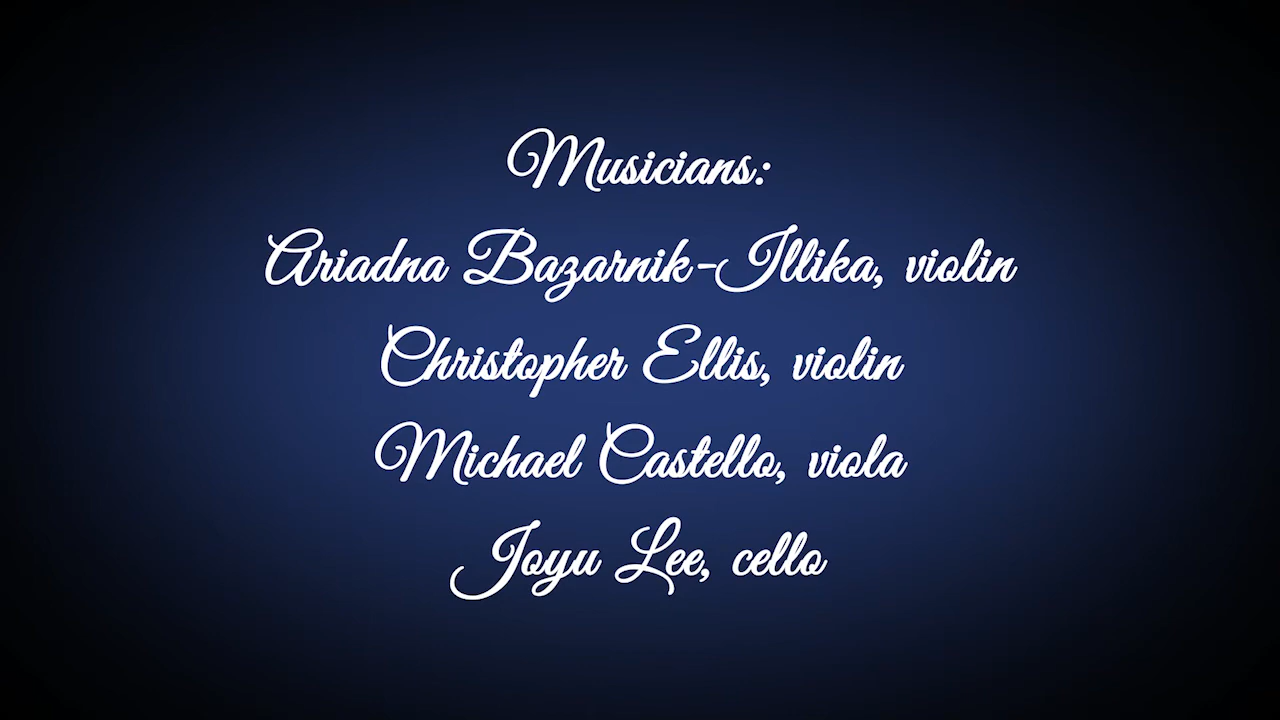 Musicians:
Ariadna Bazarnik-Illika, violin
Christopher Ellis, violin
Michael Castello, viola
Joyu Lee, cello